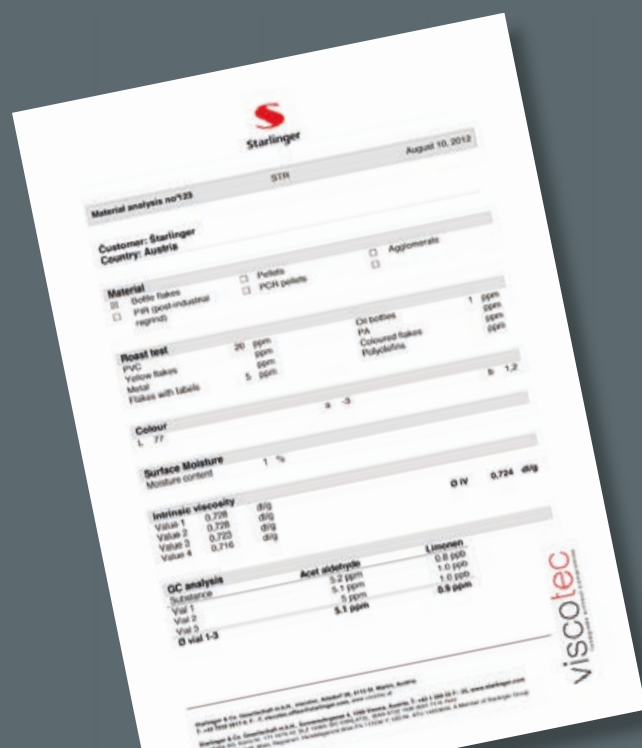 Starlinger
Material analysis no°123 STR August 10, 2012
Customer: Starlinger
Country: Austria
Material
☒ Bottle flakes ☐ Pellets ☐ Agglomerate
☐ PIR (post-industrial regrind) ☐ PCR pellets ☐
Roast test
PVC 20 ppm Oil bottles 1 ppm
Yellow flakes ppm PA ppm
Metal ppm Coloured flakes ppm
Flakes with labels 5 ppm Polyolefins ppm
Colour
L 77 a -3 b 1,2
Surface Moisture
Moisture content 1 %
Intrinsic viscosity
Value 1 0,728 dl/g Ø IV 0,724 dl/g
Value 2 0,728 dl/g
Value 3 0,723 dl/g
Value 4 0,716 dl/g
GC analysis
Substance Acet aldehyde Limonen
Vial 1 5.2 ppm 0.8 ppb
Vial 2 5.1 ppm 1.0 ppb
Vial 3 5 ppm 1.0 ppb
Ø vial 1-3 5.1 ppm 0.9 ppm
viscotec